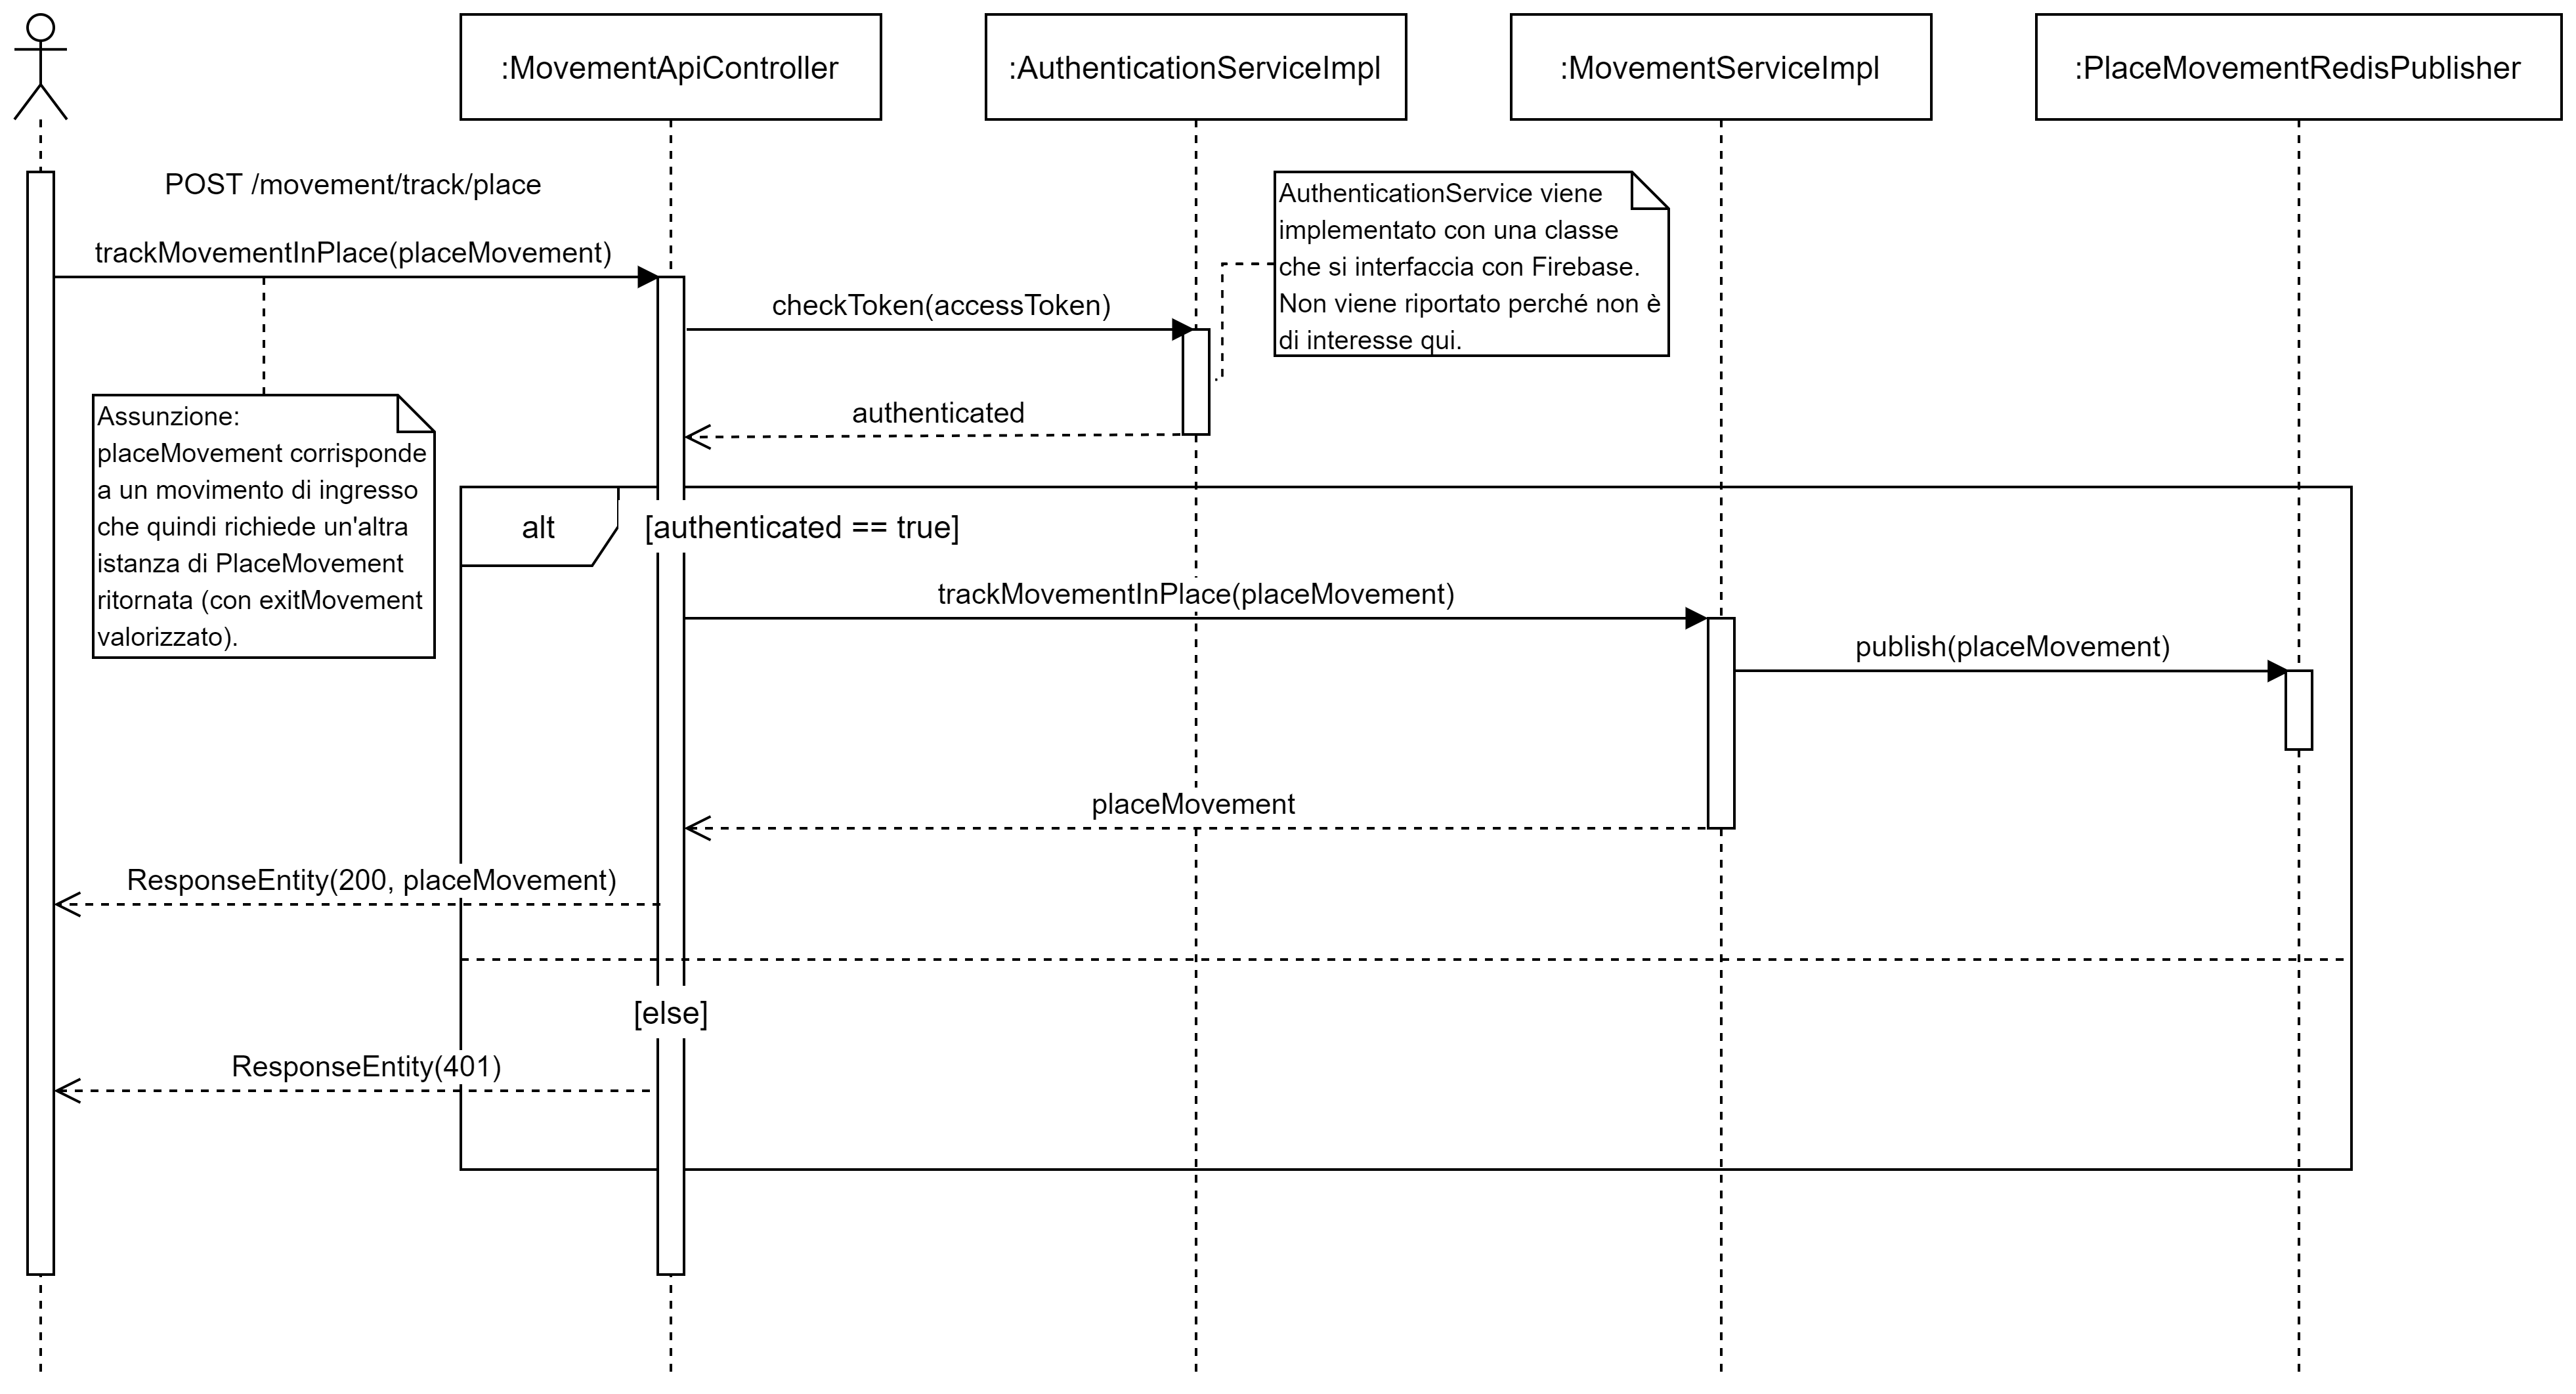 :MovementApiController
:AuthenticationServiceImpl
:MovementServiceImpl
:PlaceMovementRedisPublisher
POST /movement/track/place
AuthenticationService viene
implementato con una classe
che si interfaccia con Firebase.
Non viene riportato perché non è
di interesse qui.
trackMovementInPlace(placeMovement)
checkToken(accessToken)
authenticated
Assunzione:
placeMovement corrisponde
a un movimento di ingresso
che quindi richiede un'altra
istanza di PlaceMovement
ritornata (con exitMovement
valorizzato).
alt
[authenticated == true]
trackMovementInPlace(placeMovement)
publish(placeMovement)
placeMovement
ResponseEntity(200, placeMovement)
[else]
ResponseEntity(401)